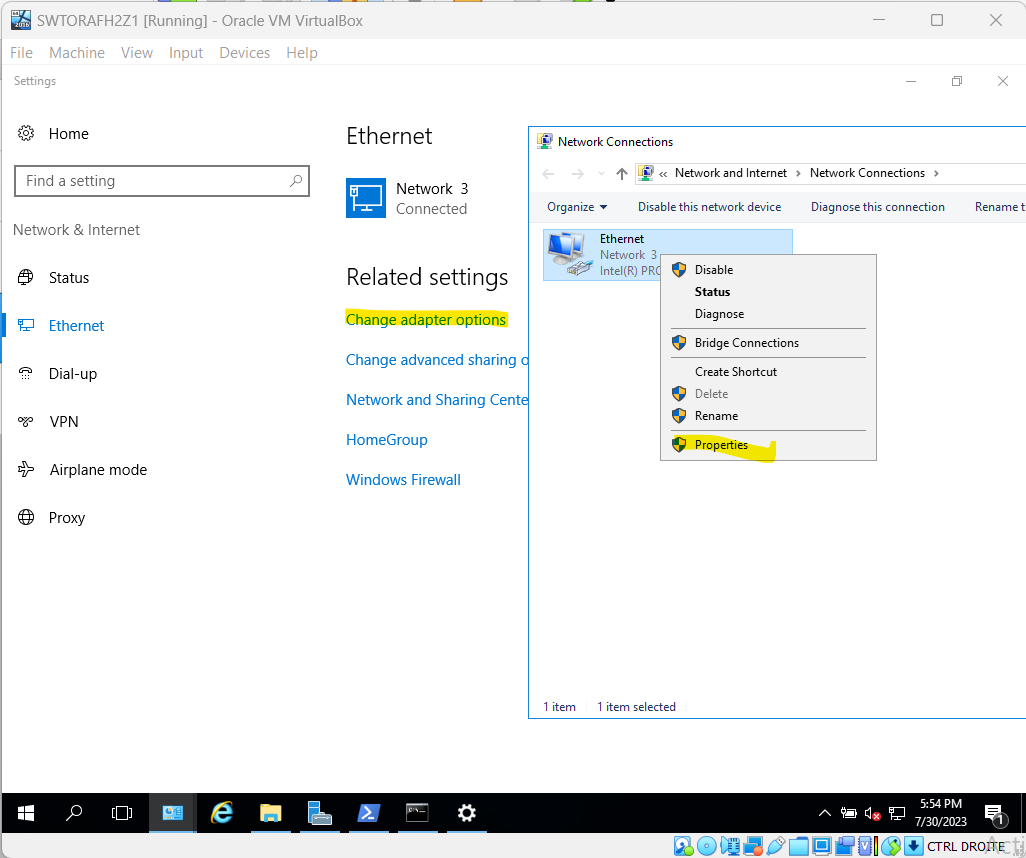 SWTORAFH2Z1 [Running] - Oracle VM VirtualBox
File Machine View Input Devices Help
Settings
Home
Find a setting
Network & Internet
Status
Ethernet
Dial-up
VPN
Airplane mode
Proxy
Ethernet
Network 3
Connected
Related settings
Change adapter options
Change advanced sharing o
Network and Sharing Cente
HomeGroup
Windows Firewall
Network Connections
« Network and Internet > Network Connections >
Organize Disable this network device Diagnose this connection Rename t
Ethernet
Network 3
Intel(R) PRO
Disable
Status
Diagnose
Bridge Connections
Create Shortcut
Delete
Rename
Properties
1 item 1 item selected
5:54 PM
7/30/2023
1
CTRL DROITE